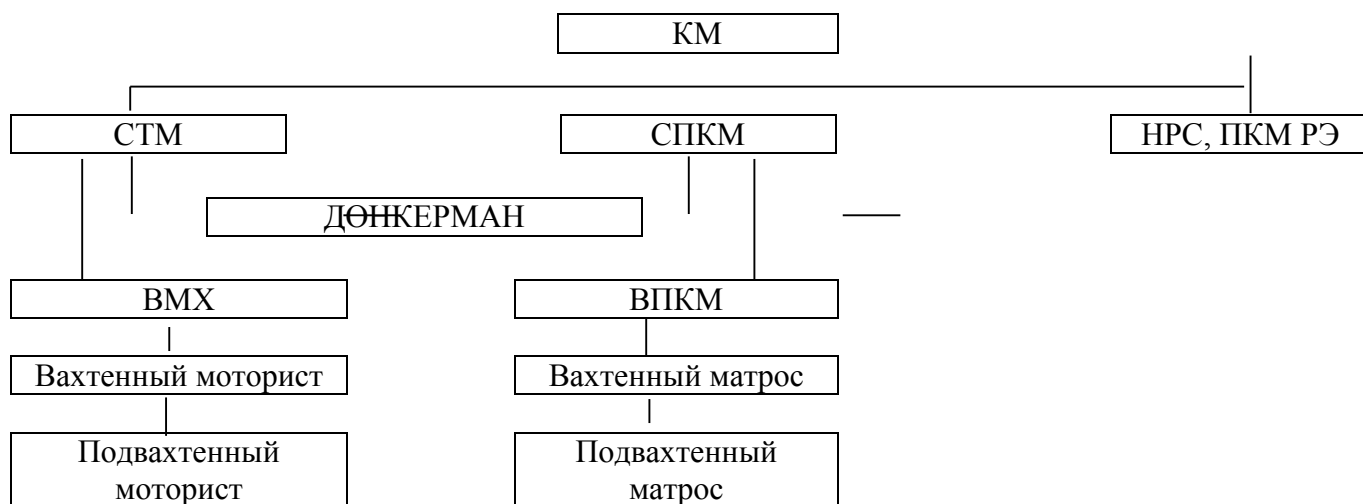 КМ
СТМ
СПКМ
НРС, ПКМ РЭ
ДОНКЕРМАН
ВМХ
ВПКМ
Вахтенный моторист
Вахтенный матрос
Подвахтенный
моторист
Подвахтенный
матрос